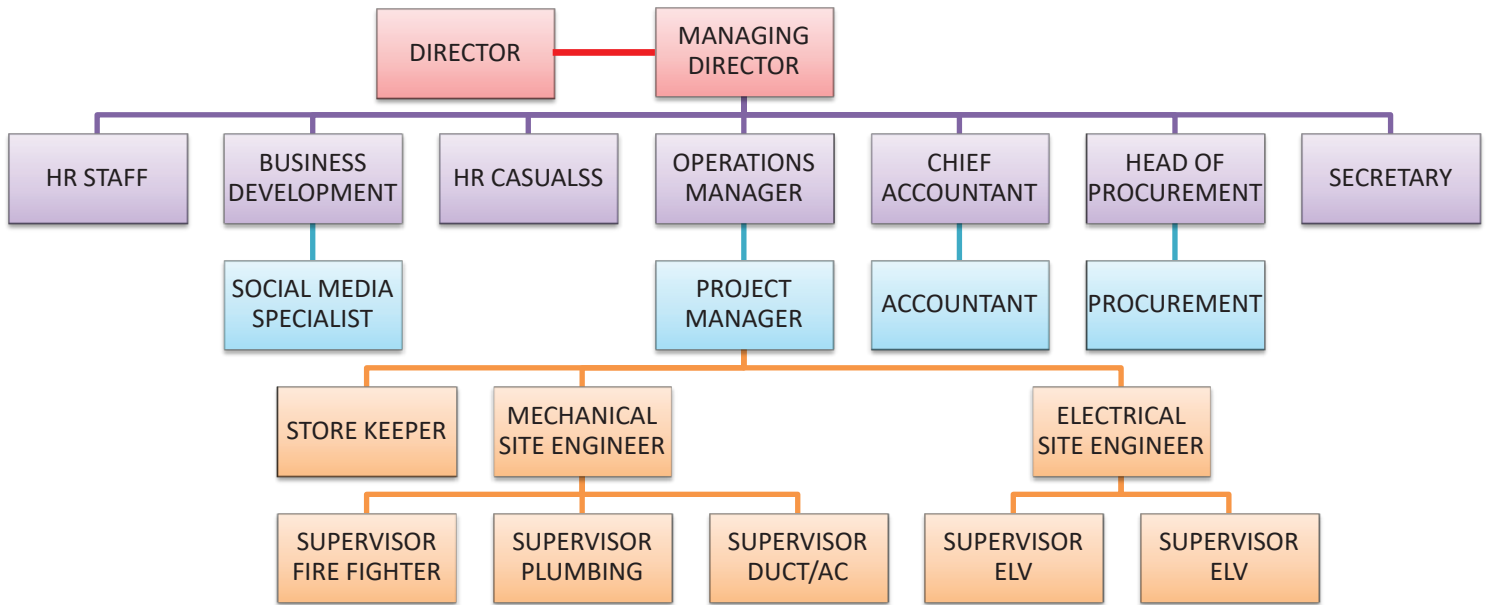 DIRECTOR
MANAGING
DIRECTOR
HR STAFF
BUSINESS
DEVELOPMENT
HR CASUALSS
OPERATIONS
MANAGER
CHIEF
ACCOUNTANT
HEAD OF
PROCUREMENT
SECRETARY
SOCIAL MEDIA
SPECIALIST
PROJECT
MANAGER
ACCOUNTANT
PROCUREMENT
STORE KEEPER
MECHANICAL
SITE ENGINEER
ELECTRICAL
SITE ENGINEER
SUPERVISOR
FIRE FIGHTER
SUPERVISOR
PLUMBING
SUPERVISOR
DUCT/AC
SUPERVISOR
ELV
SUPERVISOR
ELV